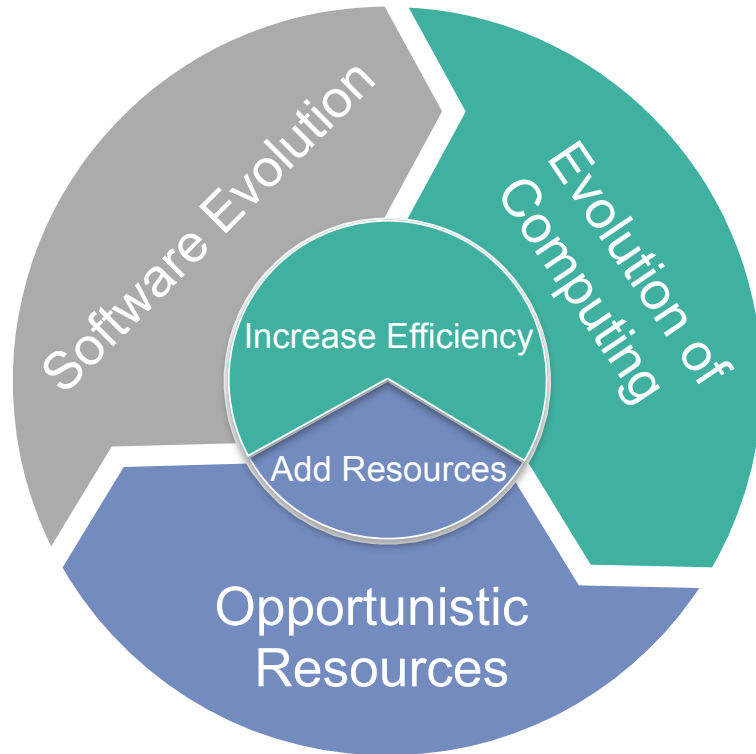 Software Evolution
Evolution of
Computing
Increase Efficiency
Add Resources
Opportunistic
Resources